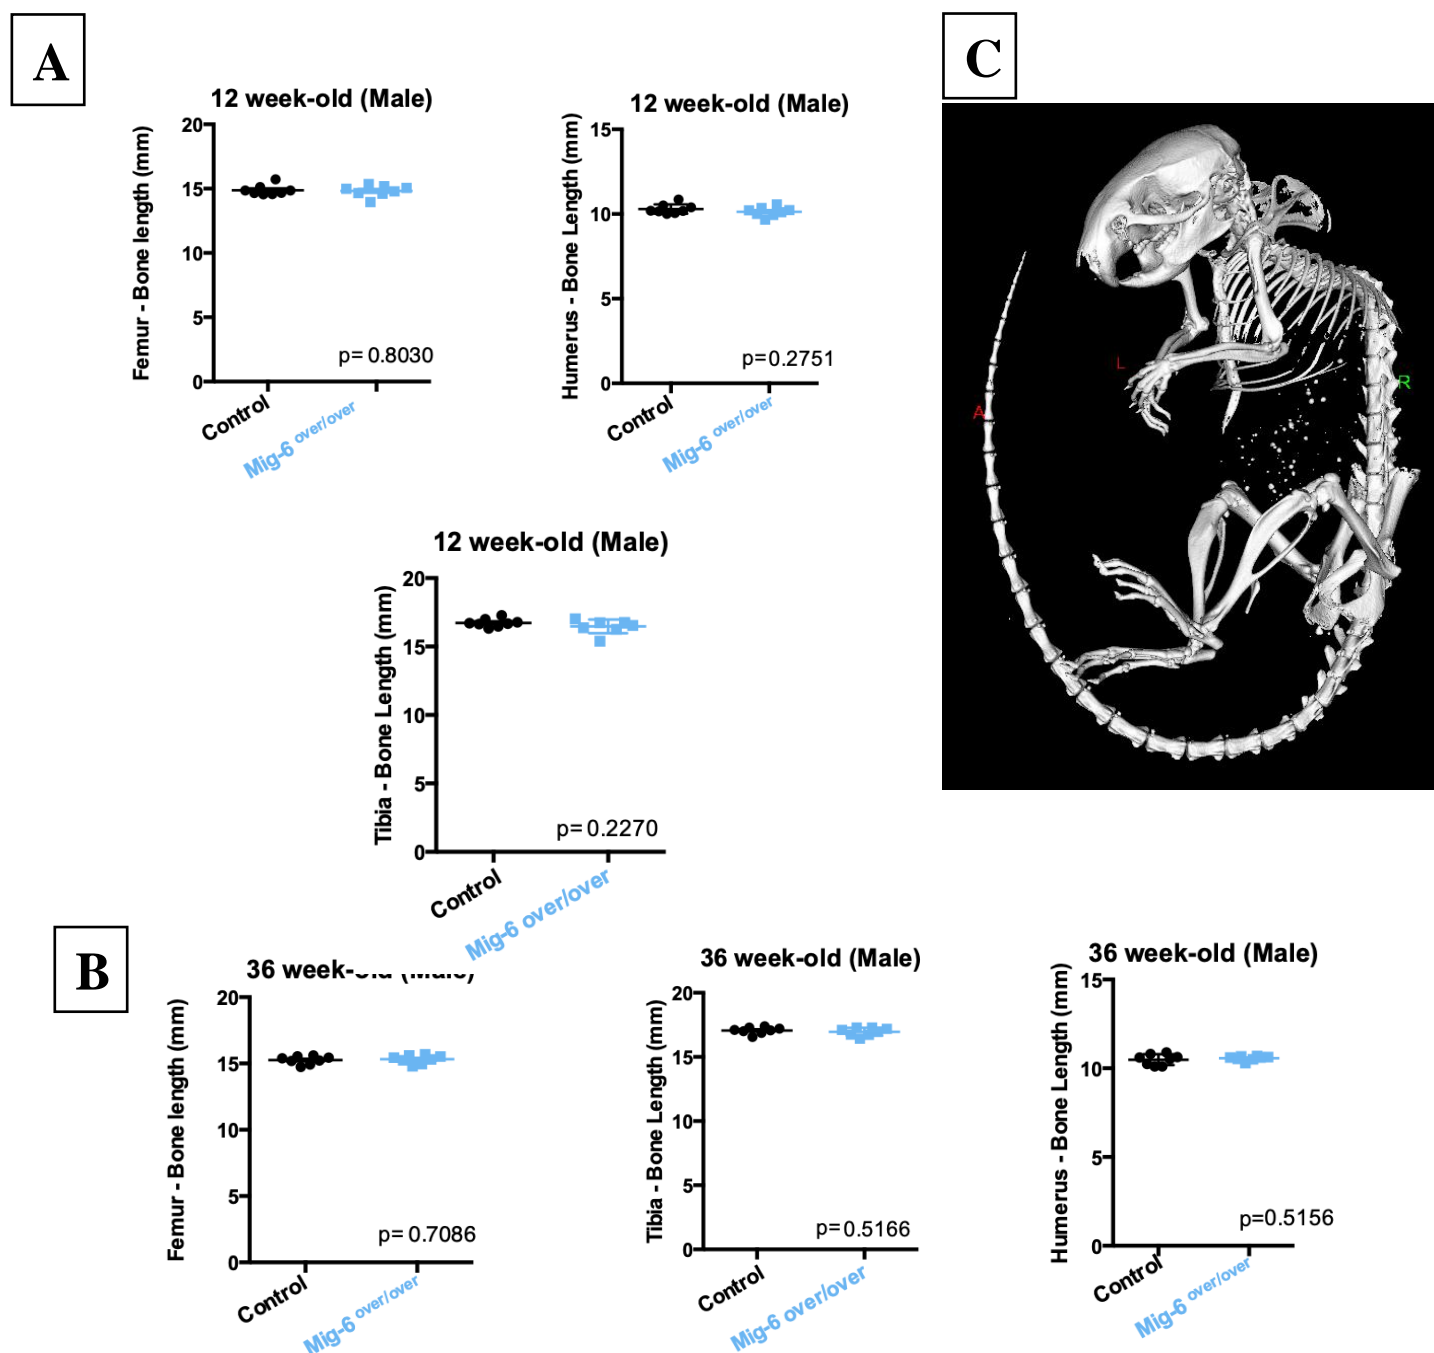 A
12 week-old (Male)
Femur - Bone length (mm)
20
15
10
5
0
p= 0.8030
Control
Mig-6 over/over
12 week-old (Male)
Humerus - Bone Length (mm)
15
10
5
0
p=0.2751
Control
Mig-6 over/over
12 week-old (Male)
Tibia - Bone Length (mm)
20
15
10
5
0
p= 0.2270
Control
Mig-6 over/over
C
L
A
R
B
36 week-old (Male)
Femur - Bone length (mm)
20
15
10
5
0
p= 0.7086
Control
Mig-6 over/over
36 week-old (Male)
Tibia - Bone Length (mm)
20
15
10
5
0
p=0.5166
Control
Mig-6 over/over
36 week-old (Male)
Humerus - Bone Length (mm)
15
10
5
0
p=0.5156
Control
Mig-6 over/over